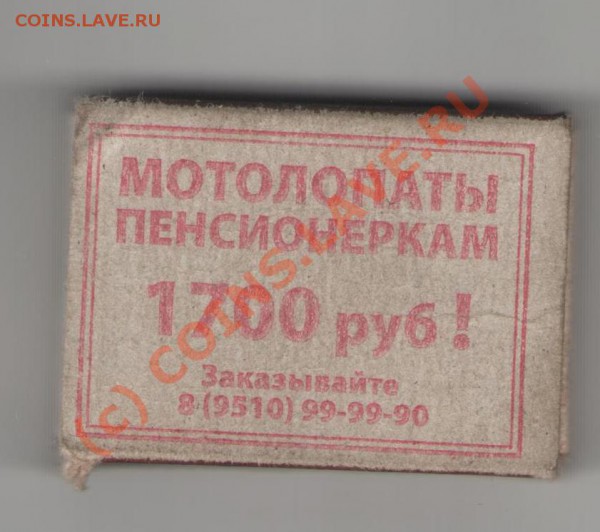 COINS.LAVE.RU
МОТОЛОПАТЫ
ПЕНСИОНЕРКАМ
1700 руб!
Заказывайте
8 (9510) 99-99-90
(c) COINS.LAVE.RU